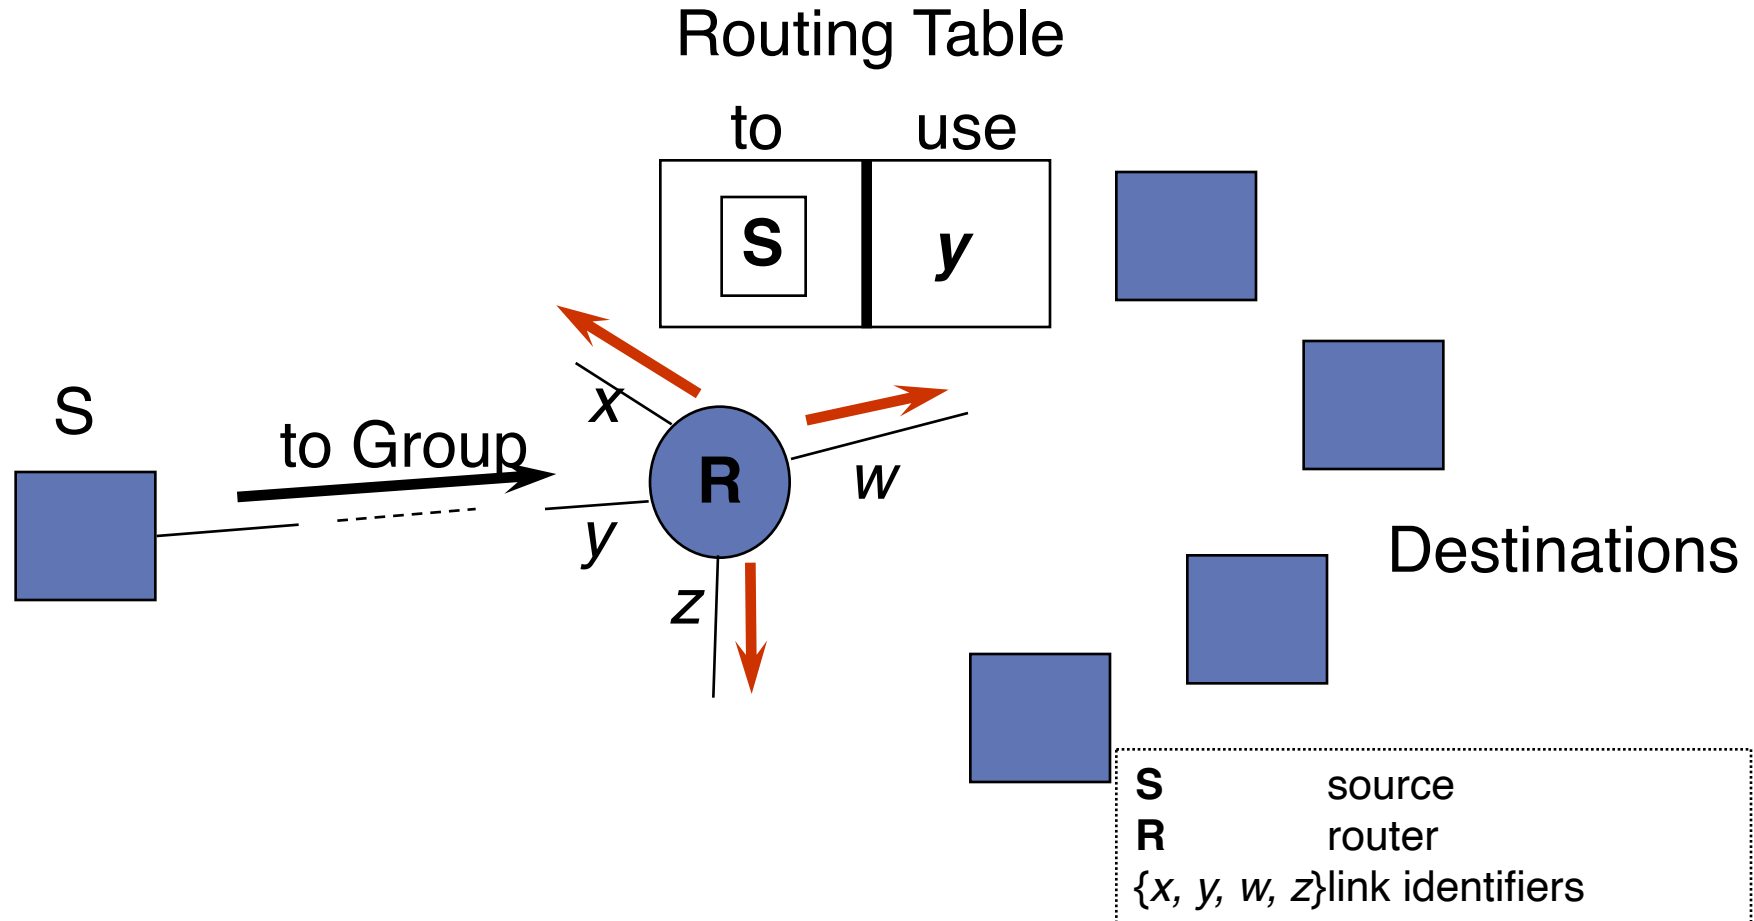 Routing Table
to use
S y
S
to Group
x
R
w
y
z
Destinations
S source
R router
{x, y, w, z}link identifiers